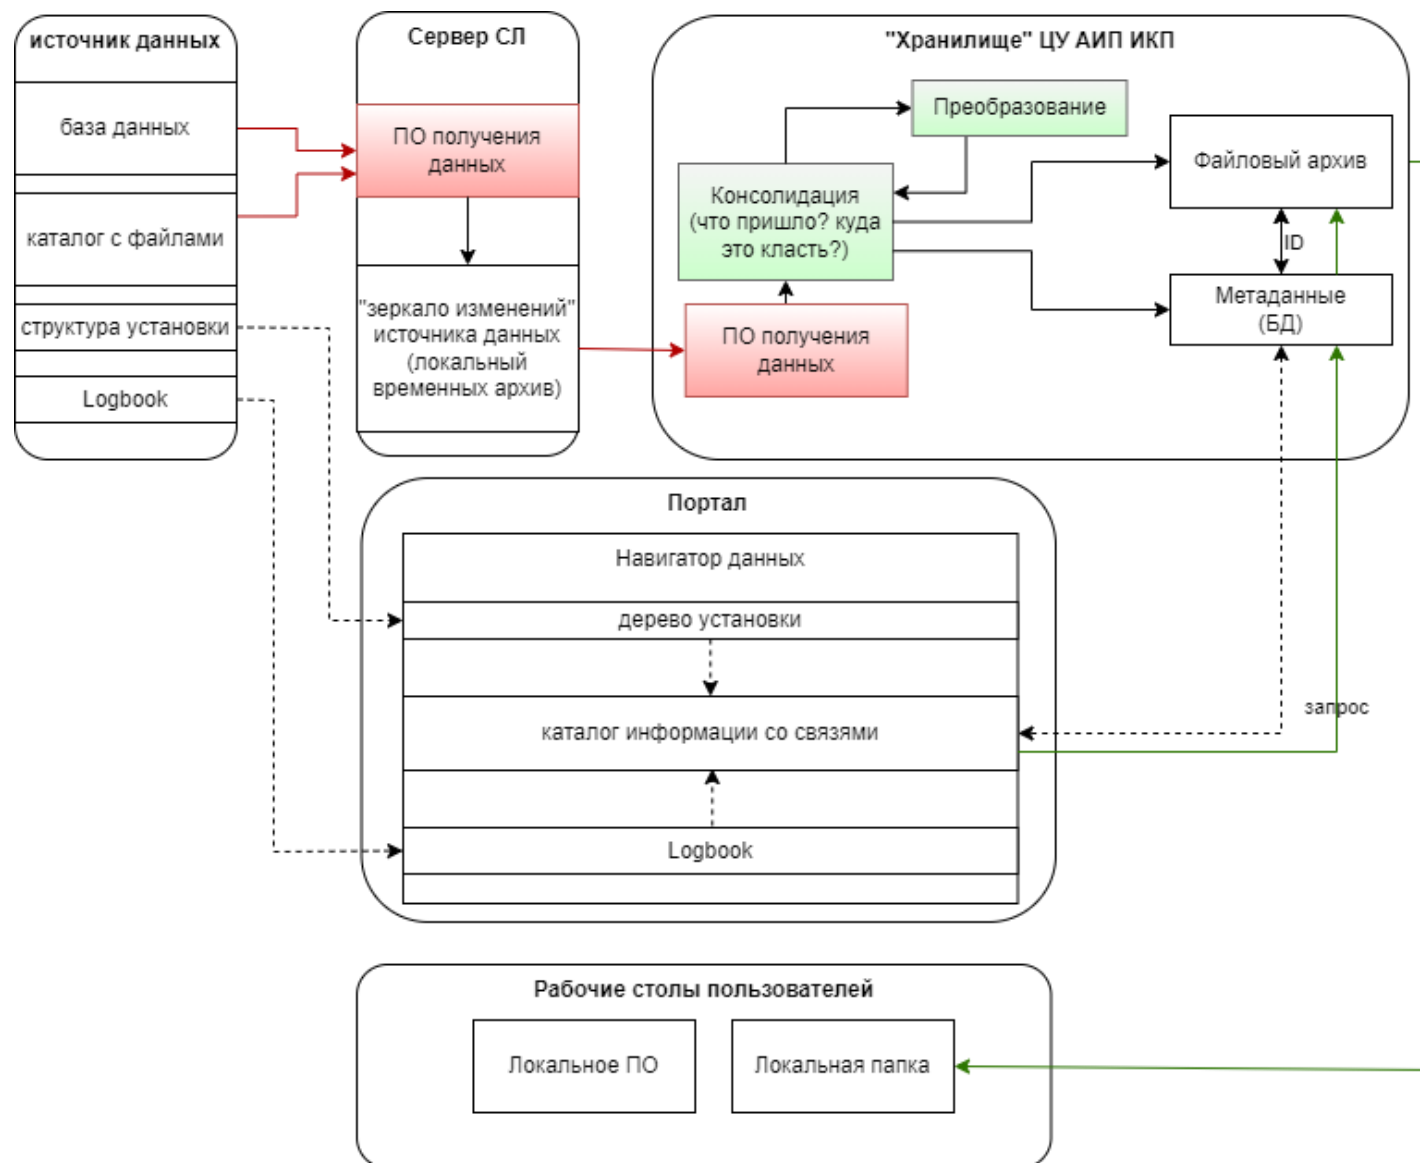 источник данных
база данных
каталог с файлами
структура установки
Logbook
Сервер СЛ
ПО получения
данных
"зеркало изменений"
источника данных
(локальный
временных архив)
"Хранилище" ЦУ АИП ИКП
Преобразование
Консолидация
(что пришло? куда
это класть?)
ПО получения
данных
Файловый архив
ID
Метаданные
(БД)
Портал
Навигатор данных
дерево установки
каталог информации со связями
Logbook
запрос
Рабочие столы пользователей
Локальное ПО
Локальная папка